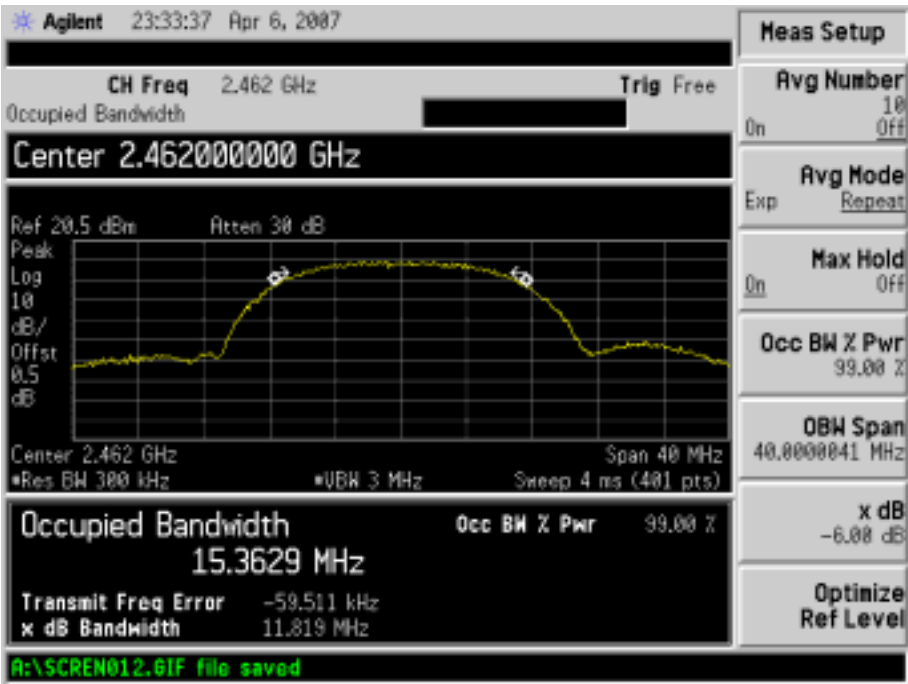 Agilent 23:33:37 Apr 6, 2007
Meas Setup
CH Freq 2.462 GHz Trig Free
Occupied Bandwidth
Center 2.462000000 GHz
Ref 20.5 dBm Atten 30 dB
Peak
Log
10
dB/
Offst
0.5
dB
Center 2.462 GHz Span 40 MHz
*Res BW 300 kHz *VBW 3 MHz Sweep 4 ms (401 pts)
Occupied Bandwidth Occ BW % Pwr 99.00 %
15.3629 MHz
Transmit Freq Error -59.511 kHz
x dB Bandwidth 11.819 MHz
A:\SCREN012.GIF file saved
Avg Number
10
On Off
Avg Mode
Exp Repeat
Max Hold
On Off
Occ BW % Pwr
99.00 %
OBW Span
40.0000041 MHz
x dB
-6.00 dB
Optimize
Ref Level